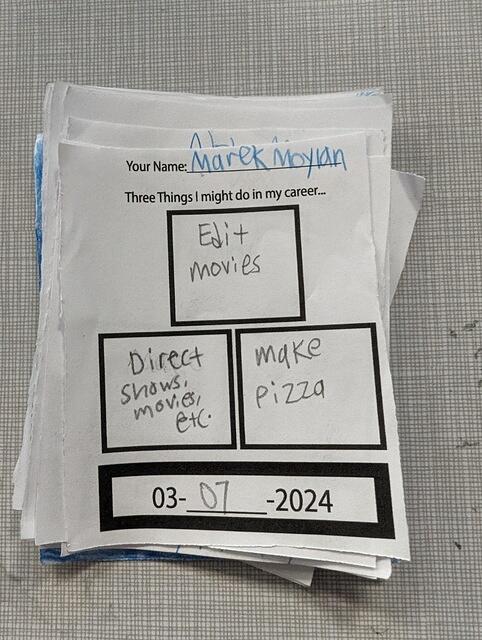 Your Name: Marek Moylan
Three Things I might do in my career...
Edit
movies
Direct
shows,
movies,
etc.
make
pizza
03-07-2024